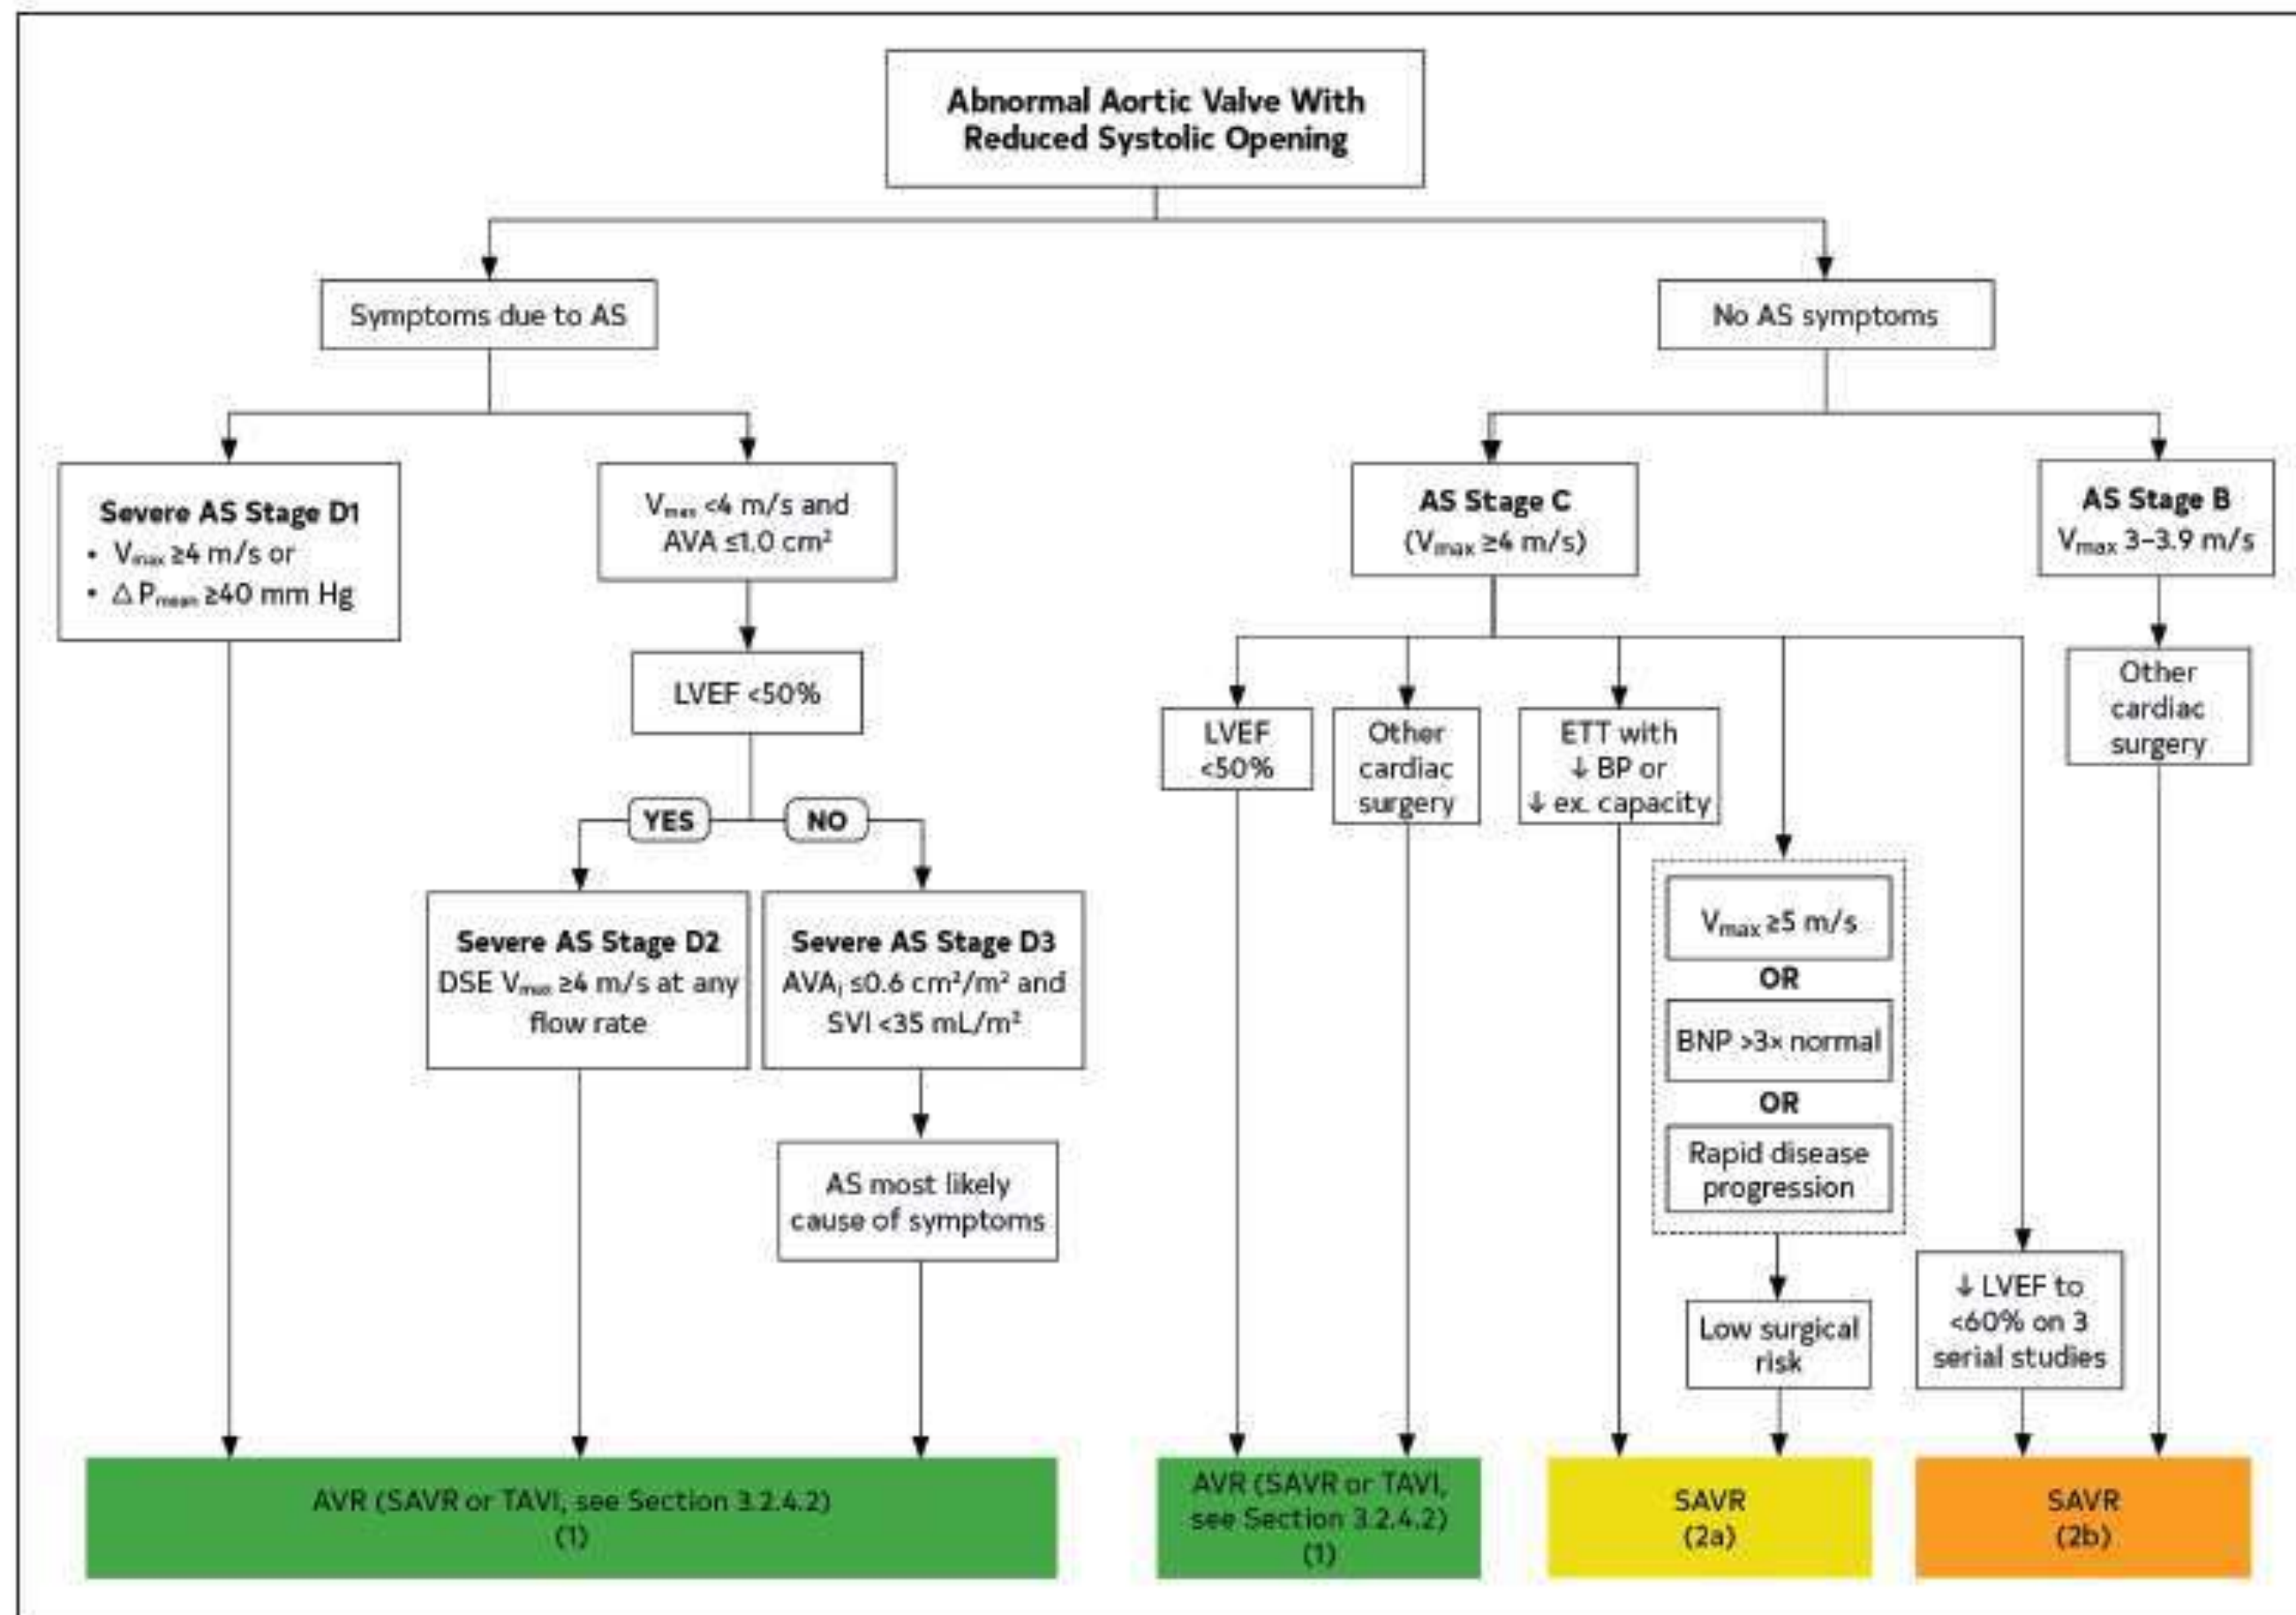 Abnormal Aortic Valve With
Reduced Systolic Opening
Symptoms due to AS
No AS symptoms
Severe AS Stage D1
• Vmax ≥4 m/s or
• △Pmean ≥40 mm Hg
Vmax <4 m/s and
AVA ≤1.0 cm²
AS Stage C
(Vmax ≥4 m/s)
AS Stage B
Vmax 3–3.9 m/s
LVEF <50%
YES
NO
Severe AS Stage D2
DSE Vmax ≥4 m/s at any
flow rate
Severe AS Stage D3
AVAi ≤0.6 cm²/m² and
SVI <35 mL/m²
AS most likely
cause of symptoms
LVEF
<50%
Other
cardiac
surgery
ETT with
↓ BP or
↓ ex. capacity
Vmax ≥5 m/s
OR
BNP >3× normal
OR
Rapid disease
progression
Low surgical
risk
↓ LVEF to
<60% on 3
serial studies
Other
cardiac
surgery
AVR (SAVR or TAVI, see Section 3.2.4.2)
(1)
AVR (SAVR or TAVI,
see Section 3.2.4.2)
(1)
SAVR
(2a)
SAVR
(2b)